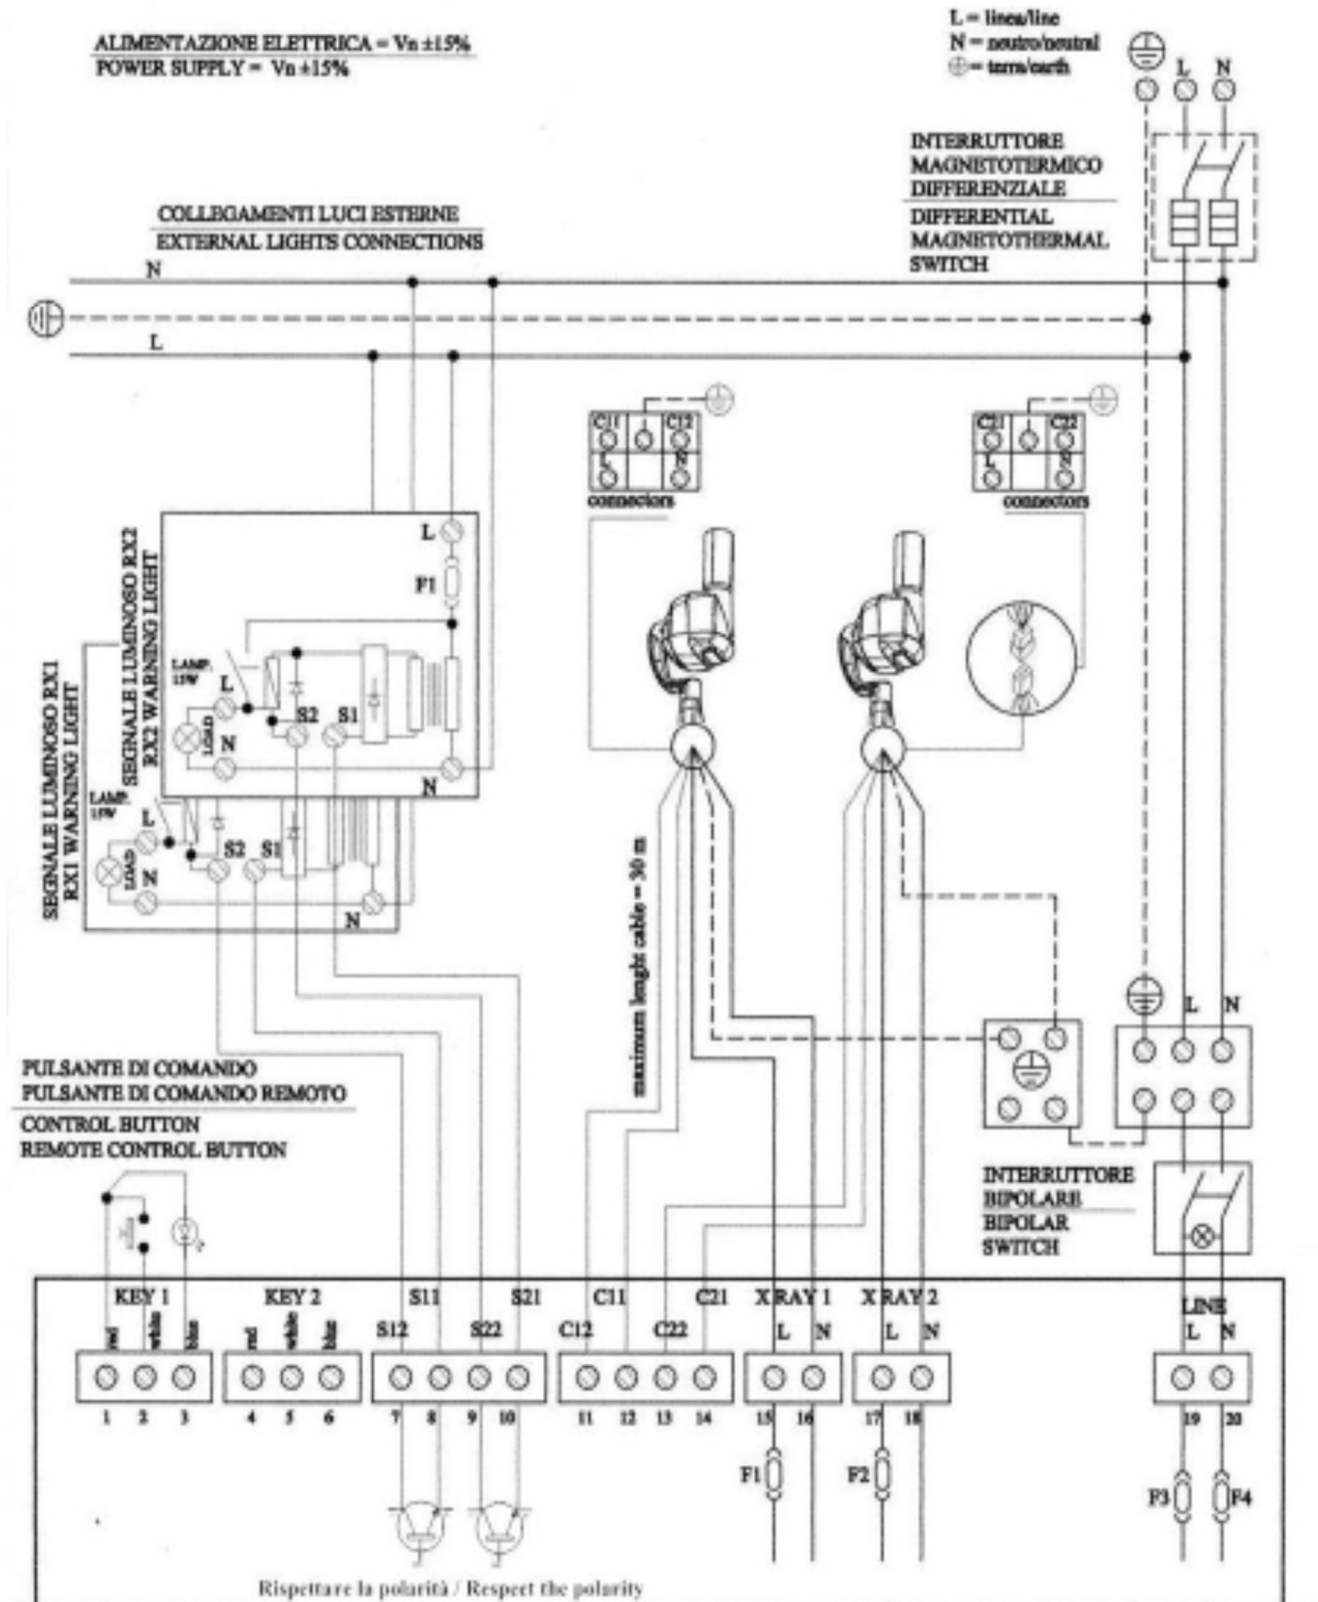 L = linea/line
N = neutro/neutral
= terra/earth
ALIMENTAZIONE ELETTRICA = Vn ±15%
POWER SUPPLY = Vn ±15%
L N
INTERRUTTORE
MAGNETOTERMICO
DIFFERENZIALE
DIFFERENTIAL
MAGNETOTHERMAL
SWITCH
COLLEGAMENTI LUCI ESTERNE
EXTERNAL LIGHTS CONNECTIONS
N
L
C11 C12
L N
connectors
C21 C22
L N
connectors
SEGNALE LUMINOSO RX2
RX2 WARNING LIGHT
L
F1
LAMP.
15W
L
LOAD
N
S2 S1
N
SEGNALE LUMINOSO RX1
RX1 WARNING LIGHT
LAMP.
15W
L
LOAD
N
S2 S1
N
maximum lenght cable = 30 m
L N
PULSANTE DI COMANDO
PULSANTE DI COMANDO REMOTO
CONTROL BUTTON
REMOTE CONTROL BUTTON
INTERRUTTORE
BIPOLARE
BIPOLAR
SWITCH
KEY 1 KEY 2 S11 S21 C11 C21 X RAY 1 X RAY 2 LINE
red white blue red white blue S12 S22 C12 C22 L N L N L N
1 2 3 4 5 6 7 8 9 10 11 12 13 14 15 16 17 18 19 20
F1 F2 F3 F4
Rispettare la polarità / Respect the polarity